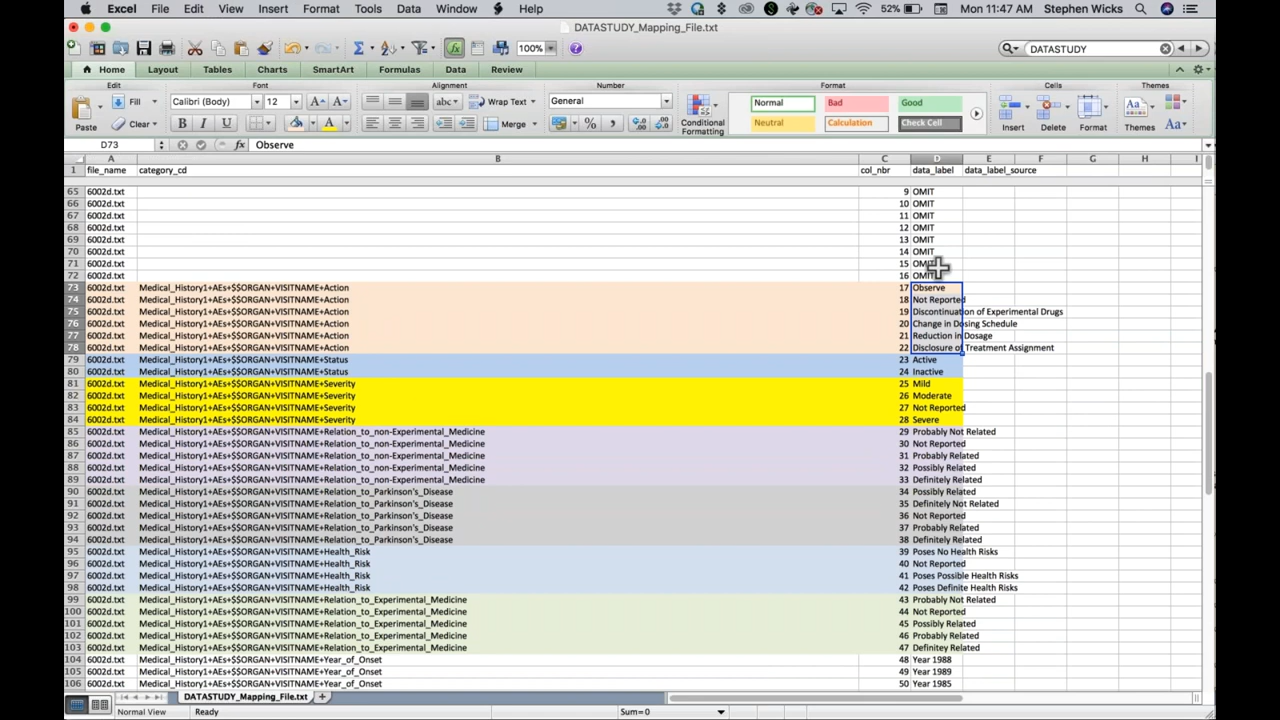 Excel File Edit View Insert Format Tools Data Window Help 52% Mon 11:47 AM Stephen Wicks
DATASTUDY_Mapping_File.txt
100% DATASTUDY
Home Layout Tables Charts SmartArt Formulas Data Review
Edit Font Alignment Number Format Cells Themes
Fill Calibri (Body) 12 A A abc Wrap Text General Normal Bad Good
Paste Clear B I U A Merge % Conditional Formatting Neutral Calculation Check Cell Insert Delete Format Themes Aa
D73 fx Observe
A B C D E F G H I
1 file_name category_cd col_nbr data_label data_label_source
65 6002d.txt 9 OMIT
66 6002d.txt 10 OMIT
67 6002d.txt 11 OMIT
68 6002d.txt 12 OMIT
69 6002d.txt 13 OMIT
70 6002d.txt 14 OMIT
71 6002d.txt 15 OMIT
72 6002d.txt 16 OMIT
73 6002d.txt Medical_History1+AEs+$$ORGAN+VISITNAME+Action 17 Observe
74 6002d.txt Medical_History1+AEs+$$ORGAN+VISITNAME+Action 18 Not Reported
75 6002d.txt Medical_History1+AEs+$$ORGAN+VISITNAME+Action 19 Discontinuation of Experimental Drugs
76 6002d.txt Medical_History1+AEs+$$ORGAN+VISITNAME+Action 20 Change in Dosing Schedule
77 6002d.txt Medical_History1+AEs+$$ORGAN+VISITNAME+Action 21 Reduction in Dosage
78 6002d.txt Medical_History1+AEs+$$ORGAN+VISITNAME+Action 22 Disclosure of Treatment Assignment
79 6002d.txt Medical_History1+AEs+$$ORGAN+VISITNAME+Status 23 Active
80 6002d.txt Medical_History1+AEs+$$ORGAN+VISITNAME+Status 24 Inactive
81 6002d.txt Medical_History1+AEs+$$ORGAN+VISITNAME+Severity 25 Mild
82 6002d.txt Medical_History1+AEs+$$ORGAN+VISITNAME+Severity 26 Moderate
83 6002d.txt Medical_History1+AEs+$$ORGAN+VISITNAME+Severity 27 Not Reported
84 6002d.txt Medical_History1+AEs+$$ORGAN+VISITNAME+Severity 28 Severe
85 6002d.txt Medical_History1+AEs+$$ORGAN+VISITNAME+Relation_to_non-Experimental_Medicine 29 Probably Not Related
86 6002d.txt Medical_History1+AEs+$$ORGAN+VISITNAME+Relation_to_non-Experimental_Medicine 30 Not Reported
87 6002d.txt Medical_History1+AEs+$$ORGAN+VISITNAME+Relation_to_non-Experimental_Medicine 31 Probably Related
88 6002d.txt Medical_History1+AEs+$$ORGAN+VISITNAME+Relation_to_non-Experimental_Medicine 32 Possibly Related
89 6002d.txt Medical_History1+AEs+$$ORGAN+VISITNAME+Relation_to_non-Experimental_Medicine 33 Definitely Related
90 6002d.txt Medical_History1+AEs+$$ORGAN+VISITNAME+Relation_to_Parkinson's_Disease 34 Possibly Related
91 6002d.txt Medical_History1+AEs+$$ORGAN+VISITNAME+Relation_to_Parkinson's_Disease 35 Definitely Not Related
92 6002d.txt Medical_History1+AEs+$$ORGAN+VISITNAME+Relation_to_Parkinson's_Disease 36 Not Reported
93 6002d.txt Medical_History1+AEs+$$ORGAN+VISITNAME+Relation_to_Parkinson's_Disease 37 Probably Related
94 6002d.txt Medical_History1+AEs+$$ORGAN+VISITNAME+Relation_to_Parkinson's_Disease 38 Definitely Related
95 6002d.txt Medical_History1+AEs+$$ORGAN+VISITNAME+Health_Risk 39 Poses No Health Risks
96 6002d.txt Medical_History1+AEs+$$ORGAN+VISITNAME+Health_Risk 40 Not Reported
97 6002d.txt Medical_History1+AEs+$$ORGAN+VISITNAME+Health_Risk 41 Poses Possible Health Risks
98 6002d.txt Medical_History1+AEs+$$ORGAN+VISITNAME+Health_Risk 42 Poses Definite Health Risks
99 6002d.txt Medical_History1+AEs+$$ORGAN+VISITNAME+Relation_to_Experimental_Medicine 43 Probably Not Related
100 6002d.txt Medical_History1+AEs+$$ORGAN+VISITNAME+Relation_to_Experimental_Medicine 44 Not Reported
101 6002d.txt Medical_History1+AEs+$$ORGAN+VISITNAME+Relation_to_Experimental_Medicine 45 Possibly Related
102 6002d.txt Medical_History1+AEs+$$ORGAN+VISITNAME+Relation_to_Experimental_Medicine 46 Probably Related
103 6002d.txt Medical_History1+AEs+$$ORGAN+VISITNAME+Relation_to_Experimental_Medicine 47 Definitey Related
104 6002d.txt Medical_History1+AEs+$$ORGAN+VISITNAME+Year_of_Onset 48 Year 1988
105 6002d.txt Medical_History1+AEs+$$ORGAN+VISITNAME+Year_of_Onset 49 Year 1989
106 6002d.txt Medical_History1+AEs+$$ORGAN+VISITNAME+Year_of_Onset 50 Year 1985
DATASTUDY_Mapping_File.txt
Normal View Ready Sum=0